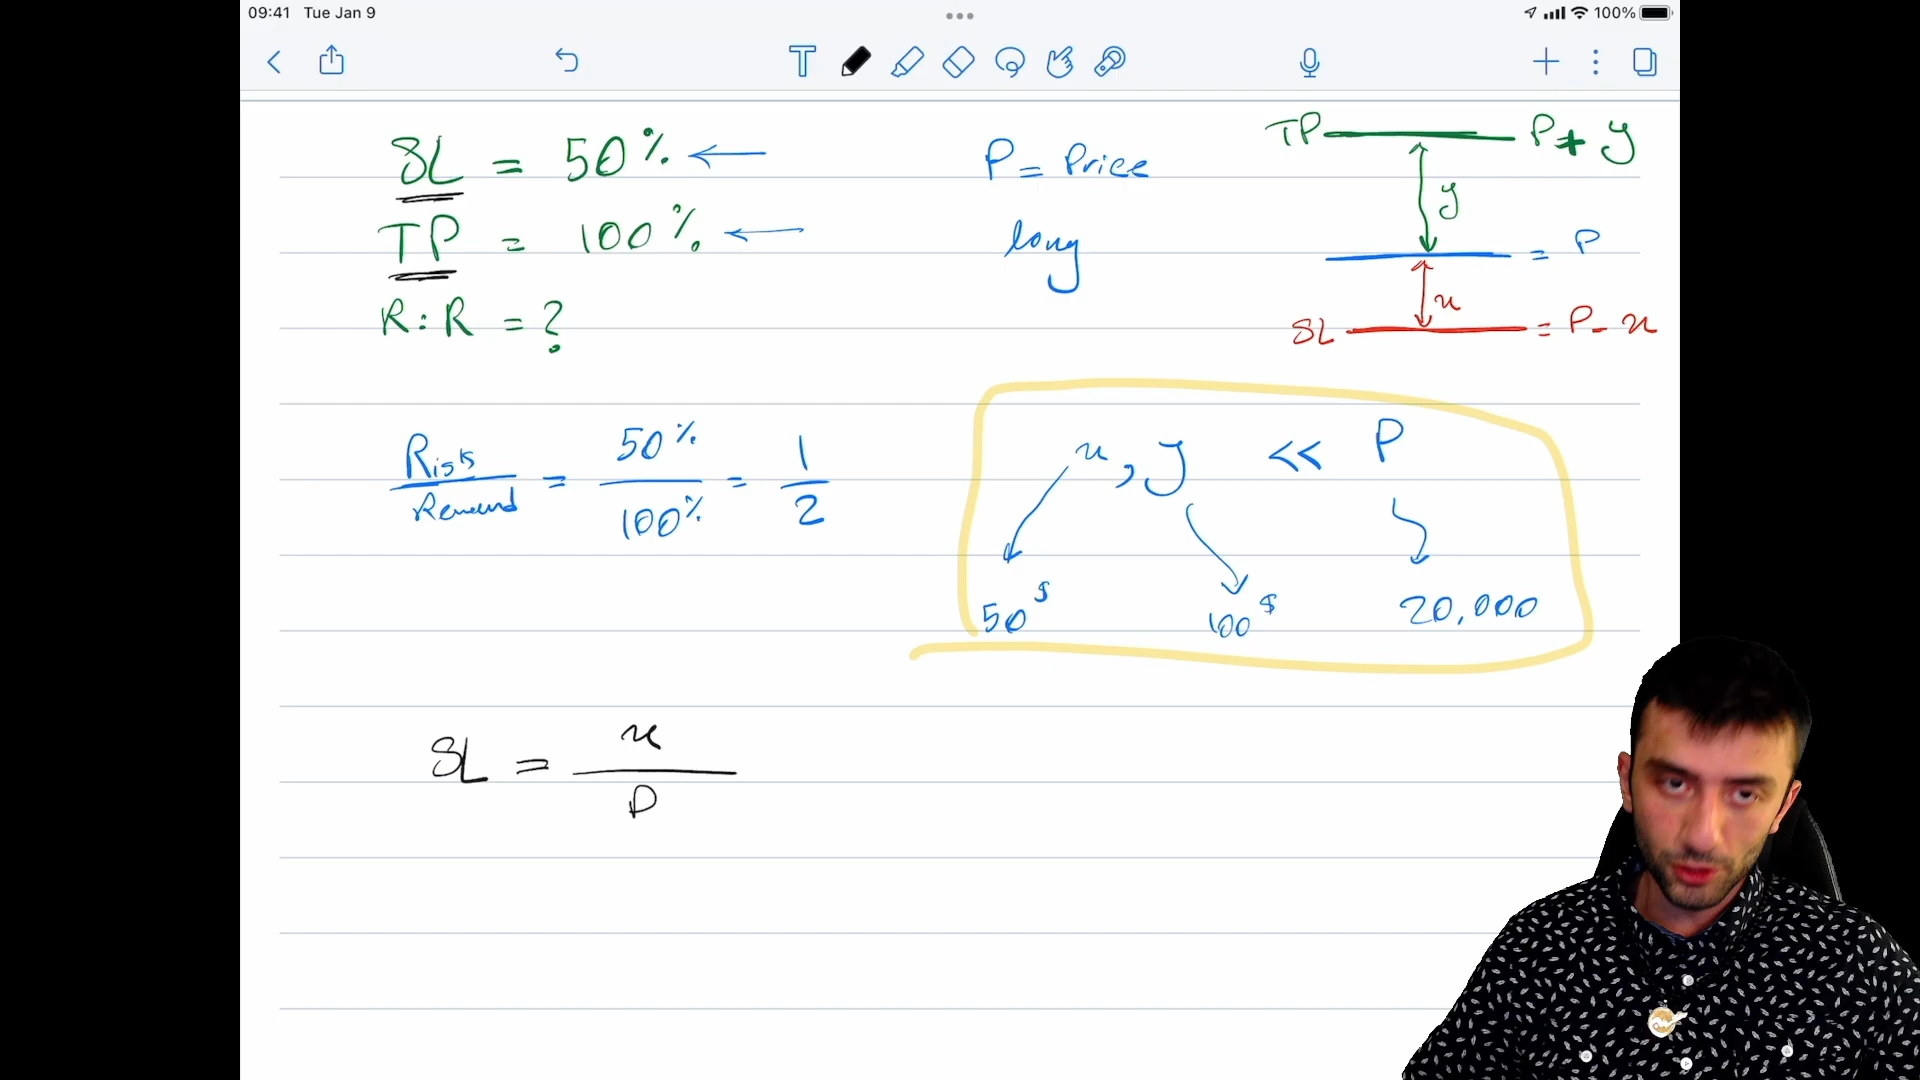 09:41 Tue Jan 9
100%
T
SL = 50%
TP = 100%
R:R = ?
P = Price
long
TP P + y
y
= P
x
SL = P - x
Risk / Reward = 50% / 100% = 1 / 2
x, y << P
50$ 100$ 20,000
SL = x / P